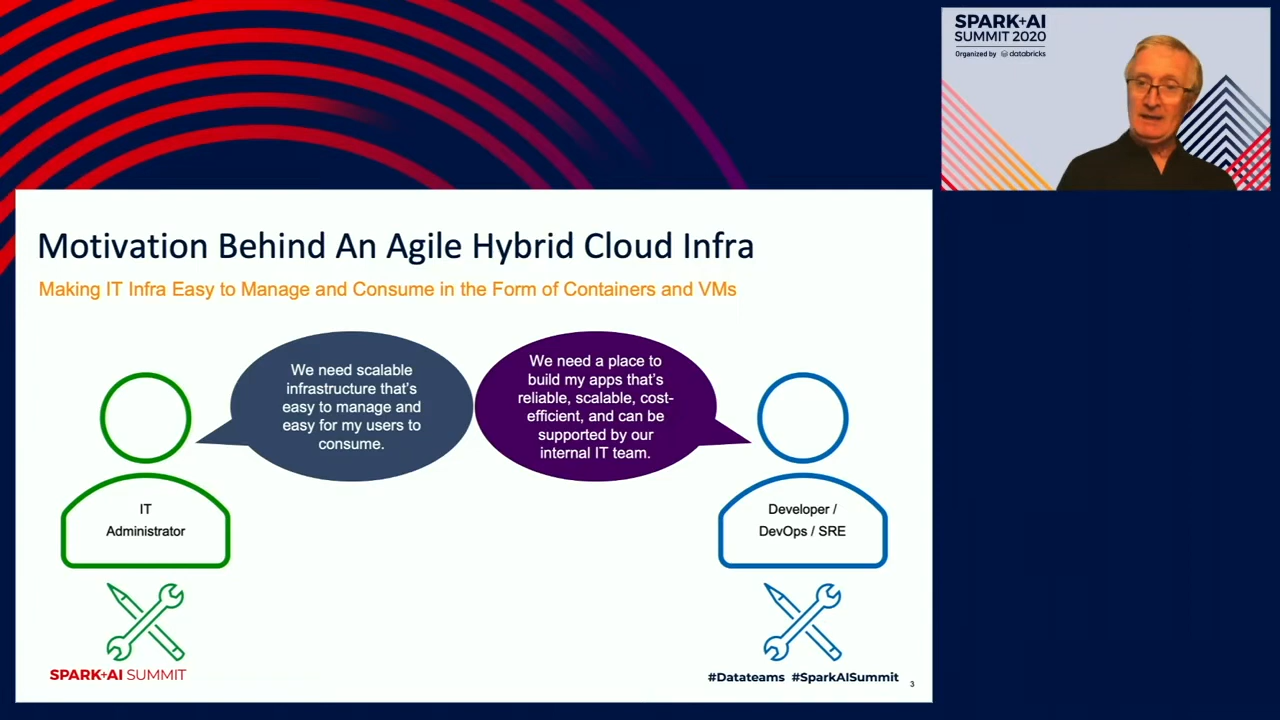 SPARK+AI
SUMMIT 2020
Organized by databricks
Motivation Behind An Agile Hybrid Cloud Infra
Making IT Infra Easy to Manage and Consume in the Form of Containers and VMs
We need scalable
infrastructure that's
easy to manage and
easy for my users to
consume.
We need a place to
build my apps that's
reliable, scalable, cost-
efficient, and can be
supported by our
internal IT team.
IT
Administrator
Developer /
DevOps / SRE
SPARK+AI SUMMIT
#Datateams #SparkAISummit
3